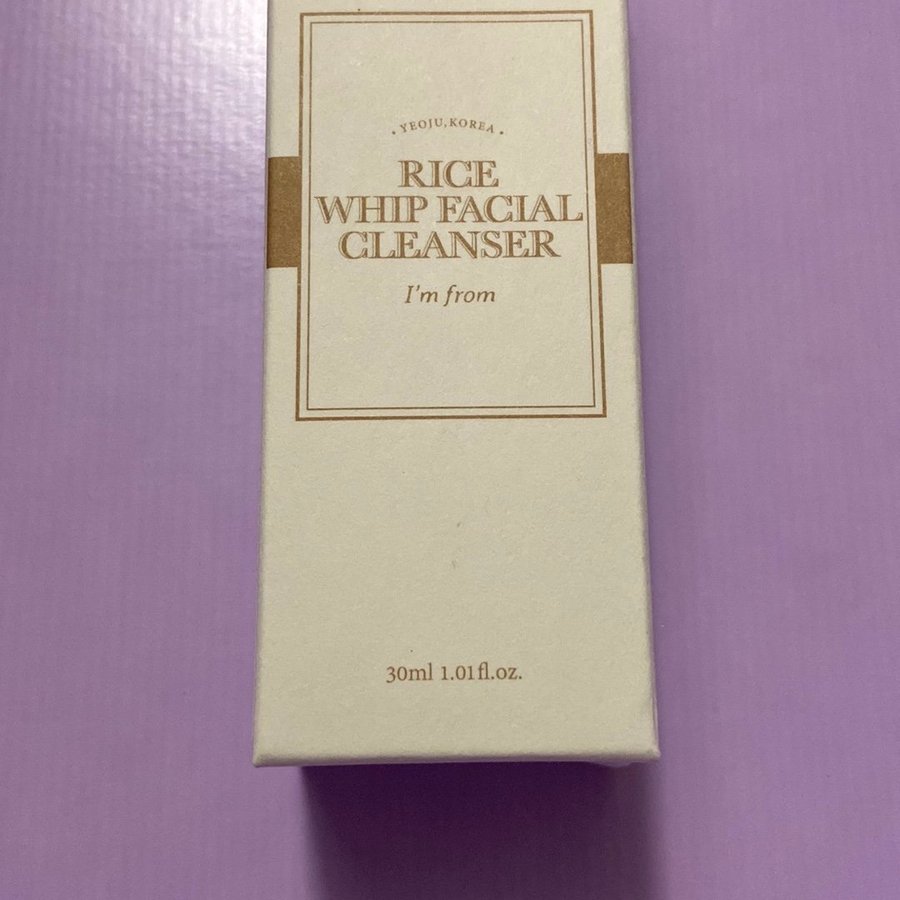 • YEOJU,KOREA •
RICE
WHIP FACIAL
CLEANSER
I'm from
30ml 1.01fl.oz.